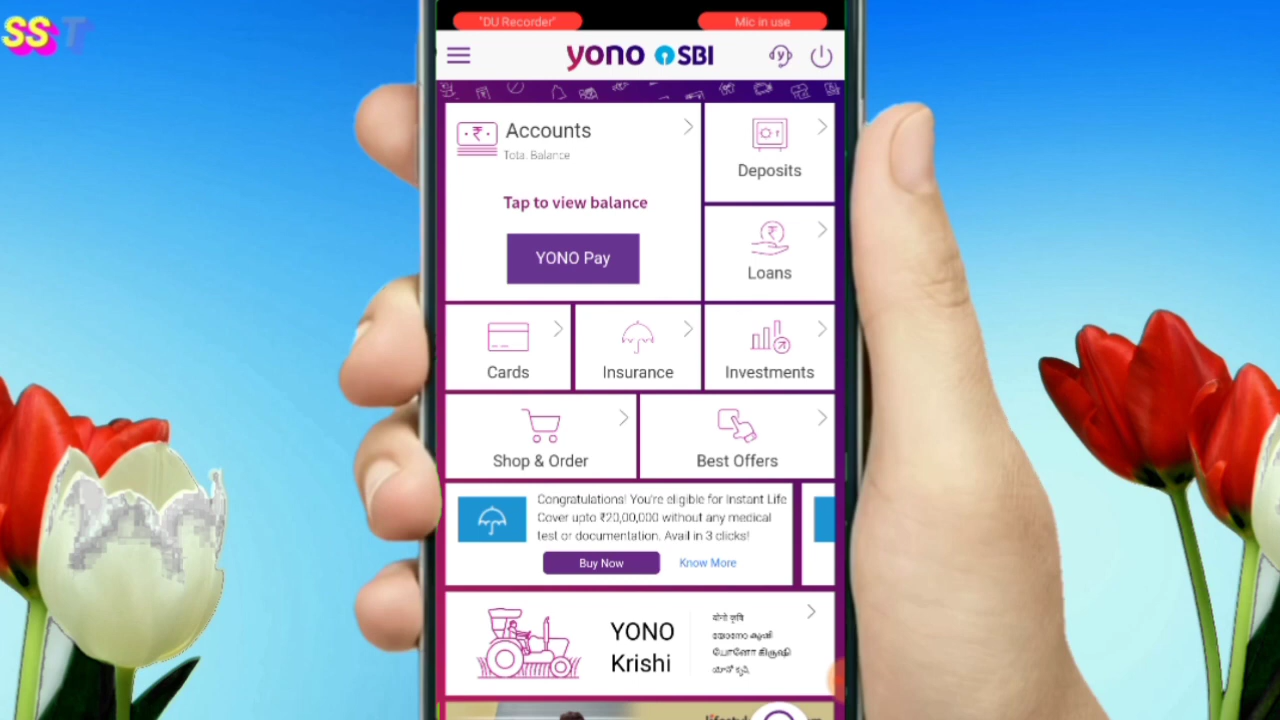 SS T
"DU Recorder"
Mic in use
yono SBI
Accounts
Total Balance
Tap to view balance
YONO Pay
Deposits
Loans
Cards
Insurance
Investments
Shop & Order
Best Offers
Congratulations! You're eligible for Instant Life
Cover upto ₹20,00,000 without any medical
test or documentation. Avail in 3 clicks!
Buy Now
Know More
YONO
Krishi
योनो कृषि
യോനോ കൃഷി
யோனோ கிருஷி